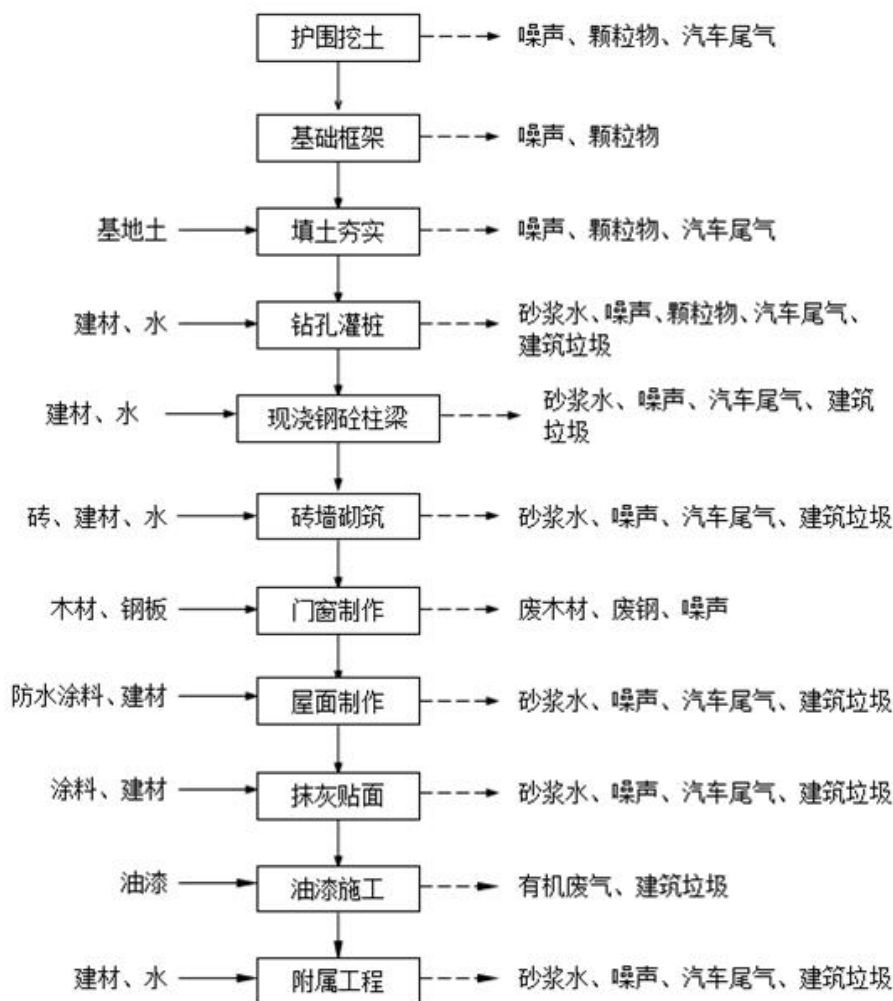 护围挖土 噪声、颗粒物、汽车尾气
基础框架 噪声、颗粒物
基地土 填土夯实 噪声、颗粒物、汽车尾气
建材、水 钻孔灌桩 砂浆水、噪声、颗粒物、汽车尾气、
建筑垃圾
建材、水 现浇钢砼柱梁 砂浆水、噪声、汽车尾气、建筑
垃圾
砖、建材、水 砖墙砌筑 砂浆水、噪声、汽车尾气、建筑垃圾
木材、钢板 门窗制作 废木材、废钢、噪声
防水涂料、建材 屋面制作 砂浆水、噪声、汽车尾气、建筑垃圾
涂料、建材 抹灰贴面 砂浆水、噪声、汽车尾气、建筑垃圾
油漆 油漆施工 有机废气、建筑垃圾
建材、水 附属工程 砂浆水、噪声、汽车尾气、建筑垃圾